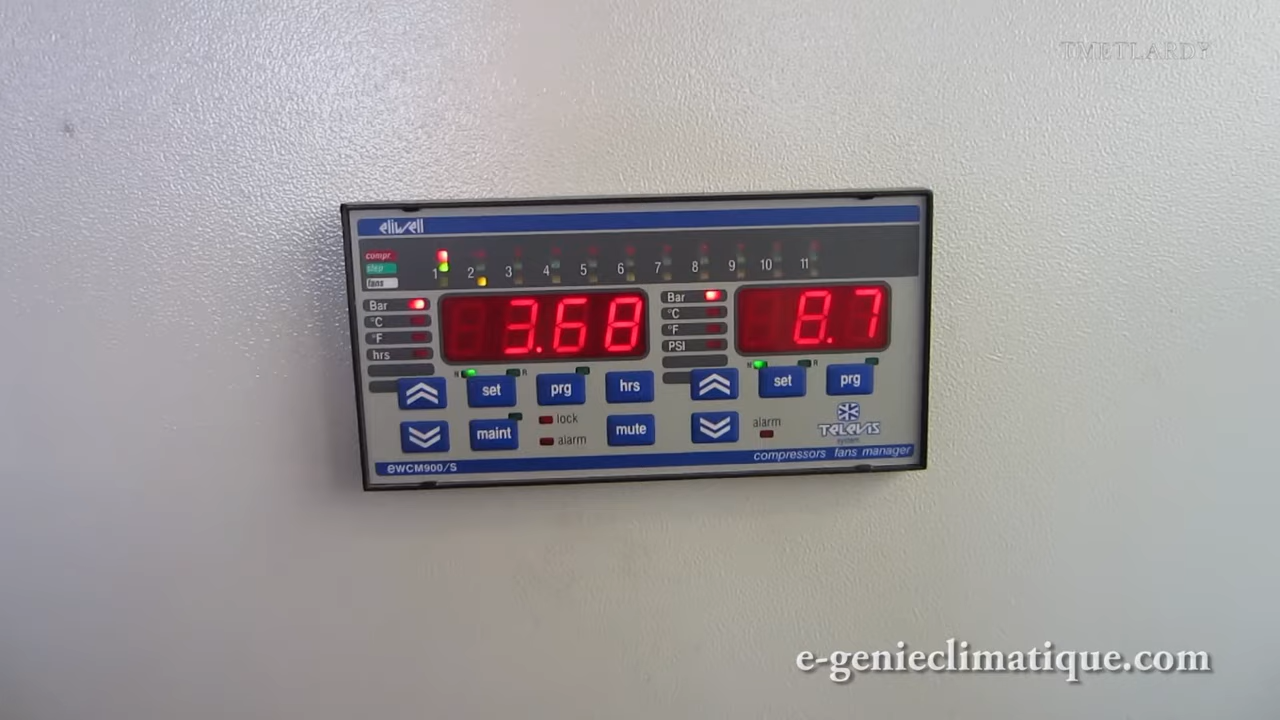 TMETLARDY
eliwell
compr.
step
fans
1 2 3 4 5 6 7 8 9 10 11
Bar
°C
°F
hrs
3.68
Bar
°C
°F
PSI
8.7
N R
set
prg
hrs
N R
set
prg
maint
lock
alarm
mute
alarm
TELEVIS
system
EWCM900/S
compressors fans manager
e-genieclimatique.com